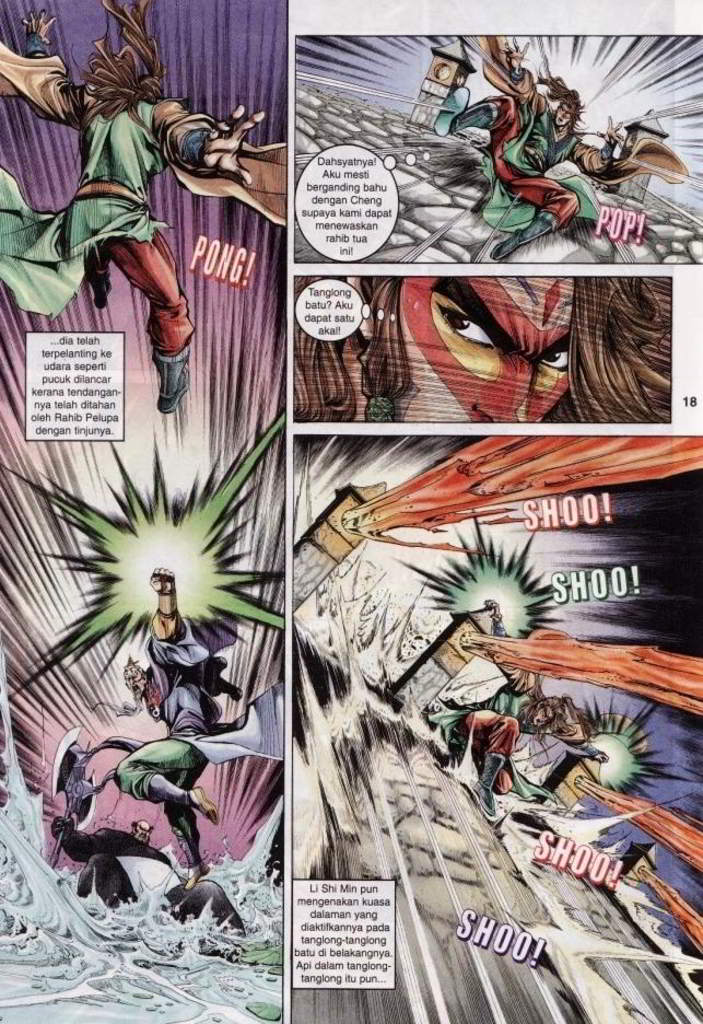 PONG!
...dia telah
terpelanting ke
udara seperti
pucuk dilancar
kerana tendangan-
nya telah ditahan
oleh Rahib Pelupa
dengan tinjunya.
Dahsyatnya!
Aku mesti
berganding bahu
dengan Cheng
supaya kami dapat
menewaskan
rahib tua
ini!
POP!
Tanglong
batu? Aku
dapat satu
akal!
18
SHOO!
SHOO!
SHOO!
SHOO!
Li Shi Min pun
mengenakan kuasa
dalaman yang
diaktifkannya pada
tanglong-tanglong
batu di belakangnya.
Api dalam tanglong-
tanglong itu pun...